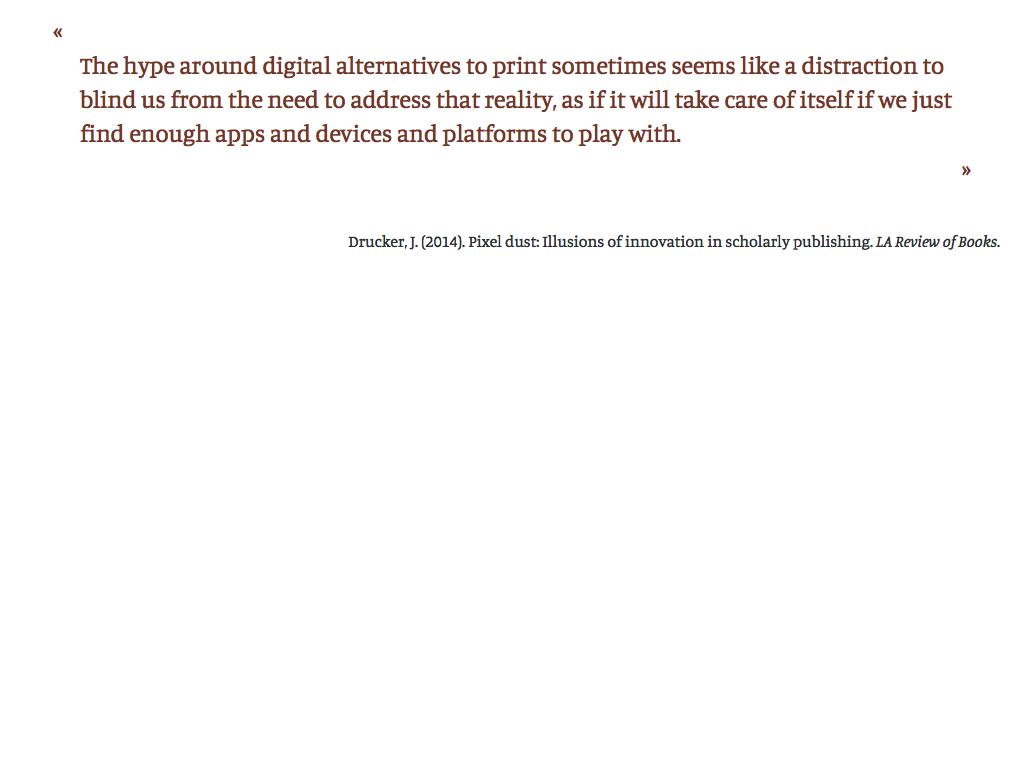 «
The hype around digital alternatives to print sometimes seems like a distraction to
blind us from the need to address that reality, as if it will take care of itself if we just
find enough apps and devices and platforms to play with.
»
Drucker, J. (2014). Pixel dust: Illusions of innovation in scholarly publishing. LA Review of Books.